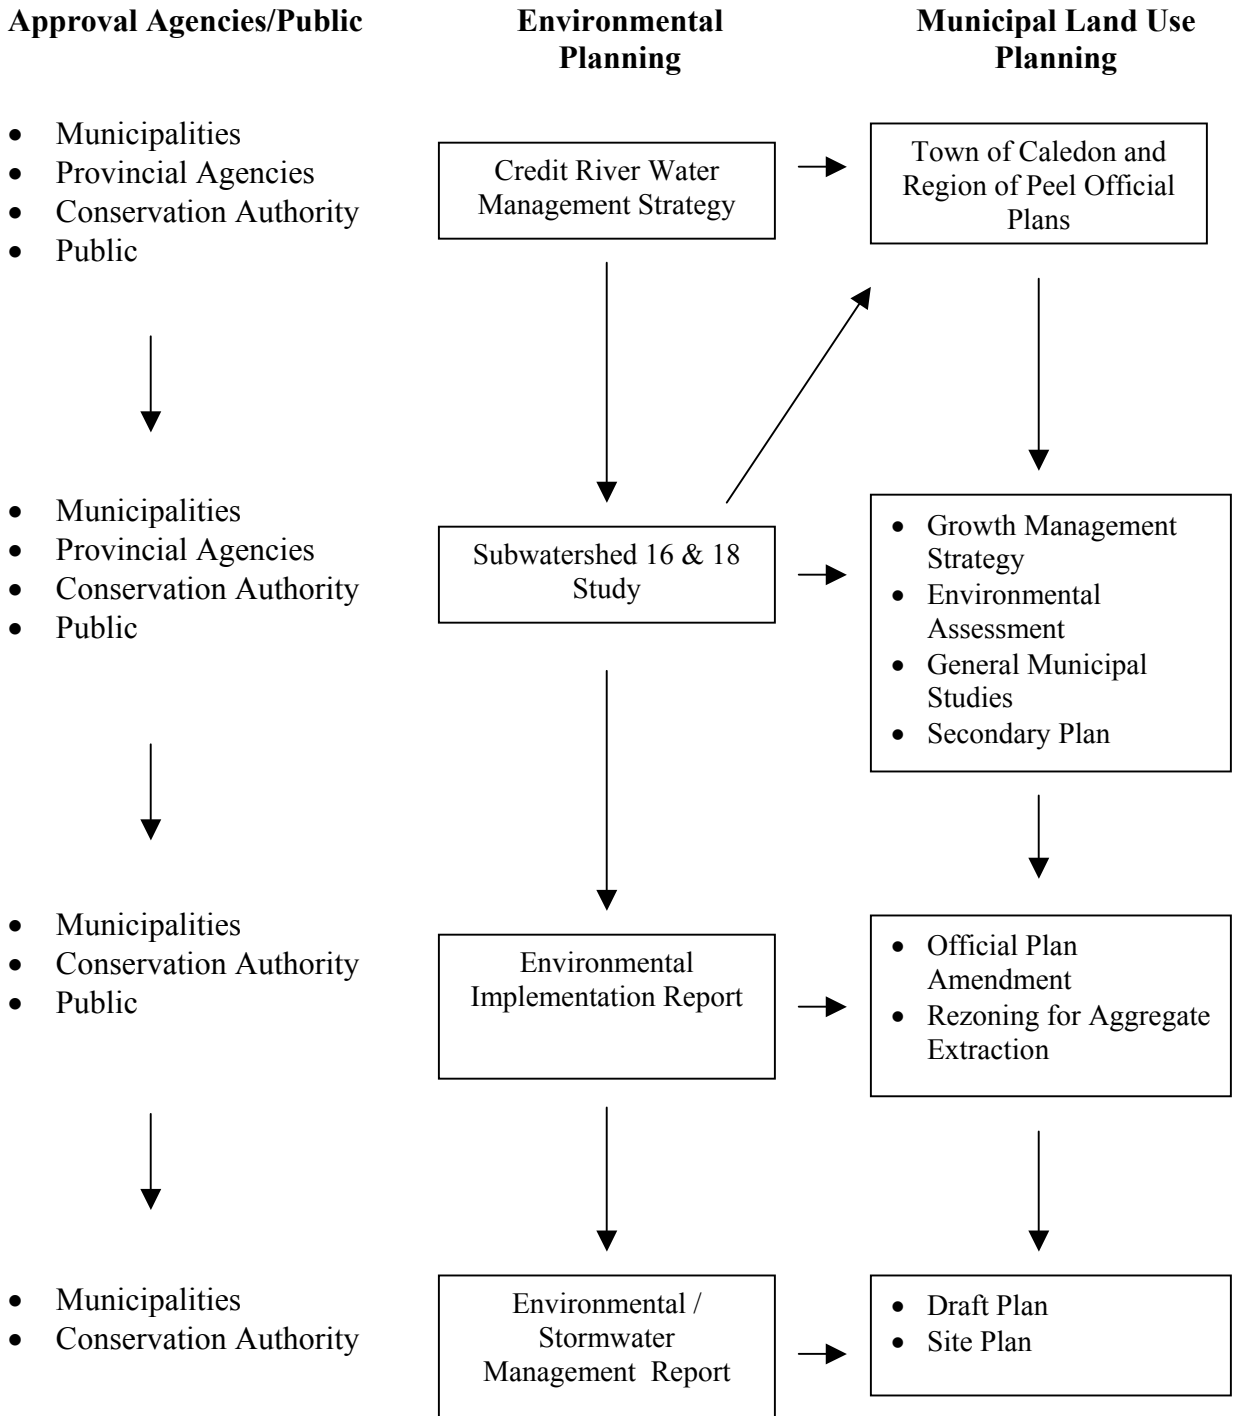 Approval Agencies/Public
Environmental
Planning
Municipal Land Use
Planning
• Municipalities
• Provincial Agencies
• Conservation Authority
• Public
Credit River Water
Management Strategy
Town of Caledon and
Region of Peel Official
Plans
• Municipalities
• Provincial Agencies
• Conservation Authority
• Public
Subwatershed 16 & 18
Study
• Growth Management
Strategy
• Environmental
Assessment
• General Municipal
Studies
• Secondary Plan
• Municipalities
• Conservation Authority
• Public
Environmental
Implementation Report
• Official Plan
Amendment
• Rezoning for Aggregate
Extraction
• Municipalities
• Conservation Authority
Environmental /
Stormwater
Management Report
• Draft Plan
• Site Plan